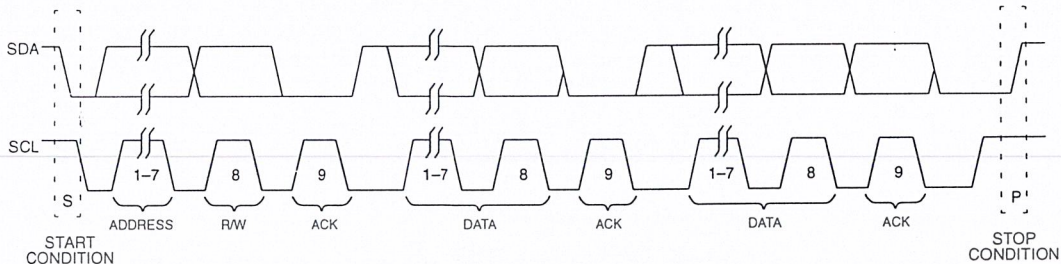 SDA
SCL
1–7 8 9 1–7 8 9 1–7 8 9
S P
ADDRESS R/W ACK DATA ACK DATA ACK
START
CONDITION
STOP
CONDITION